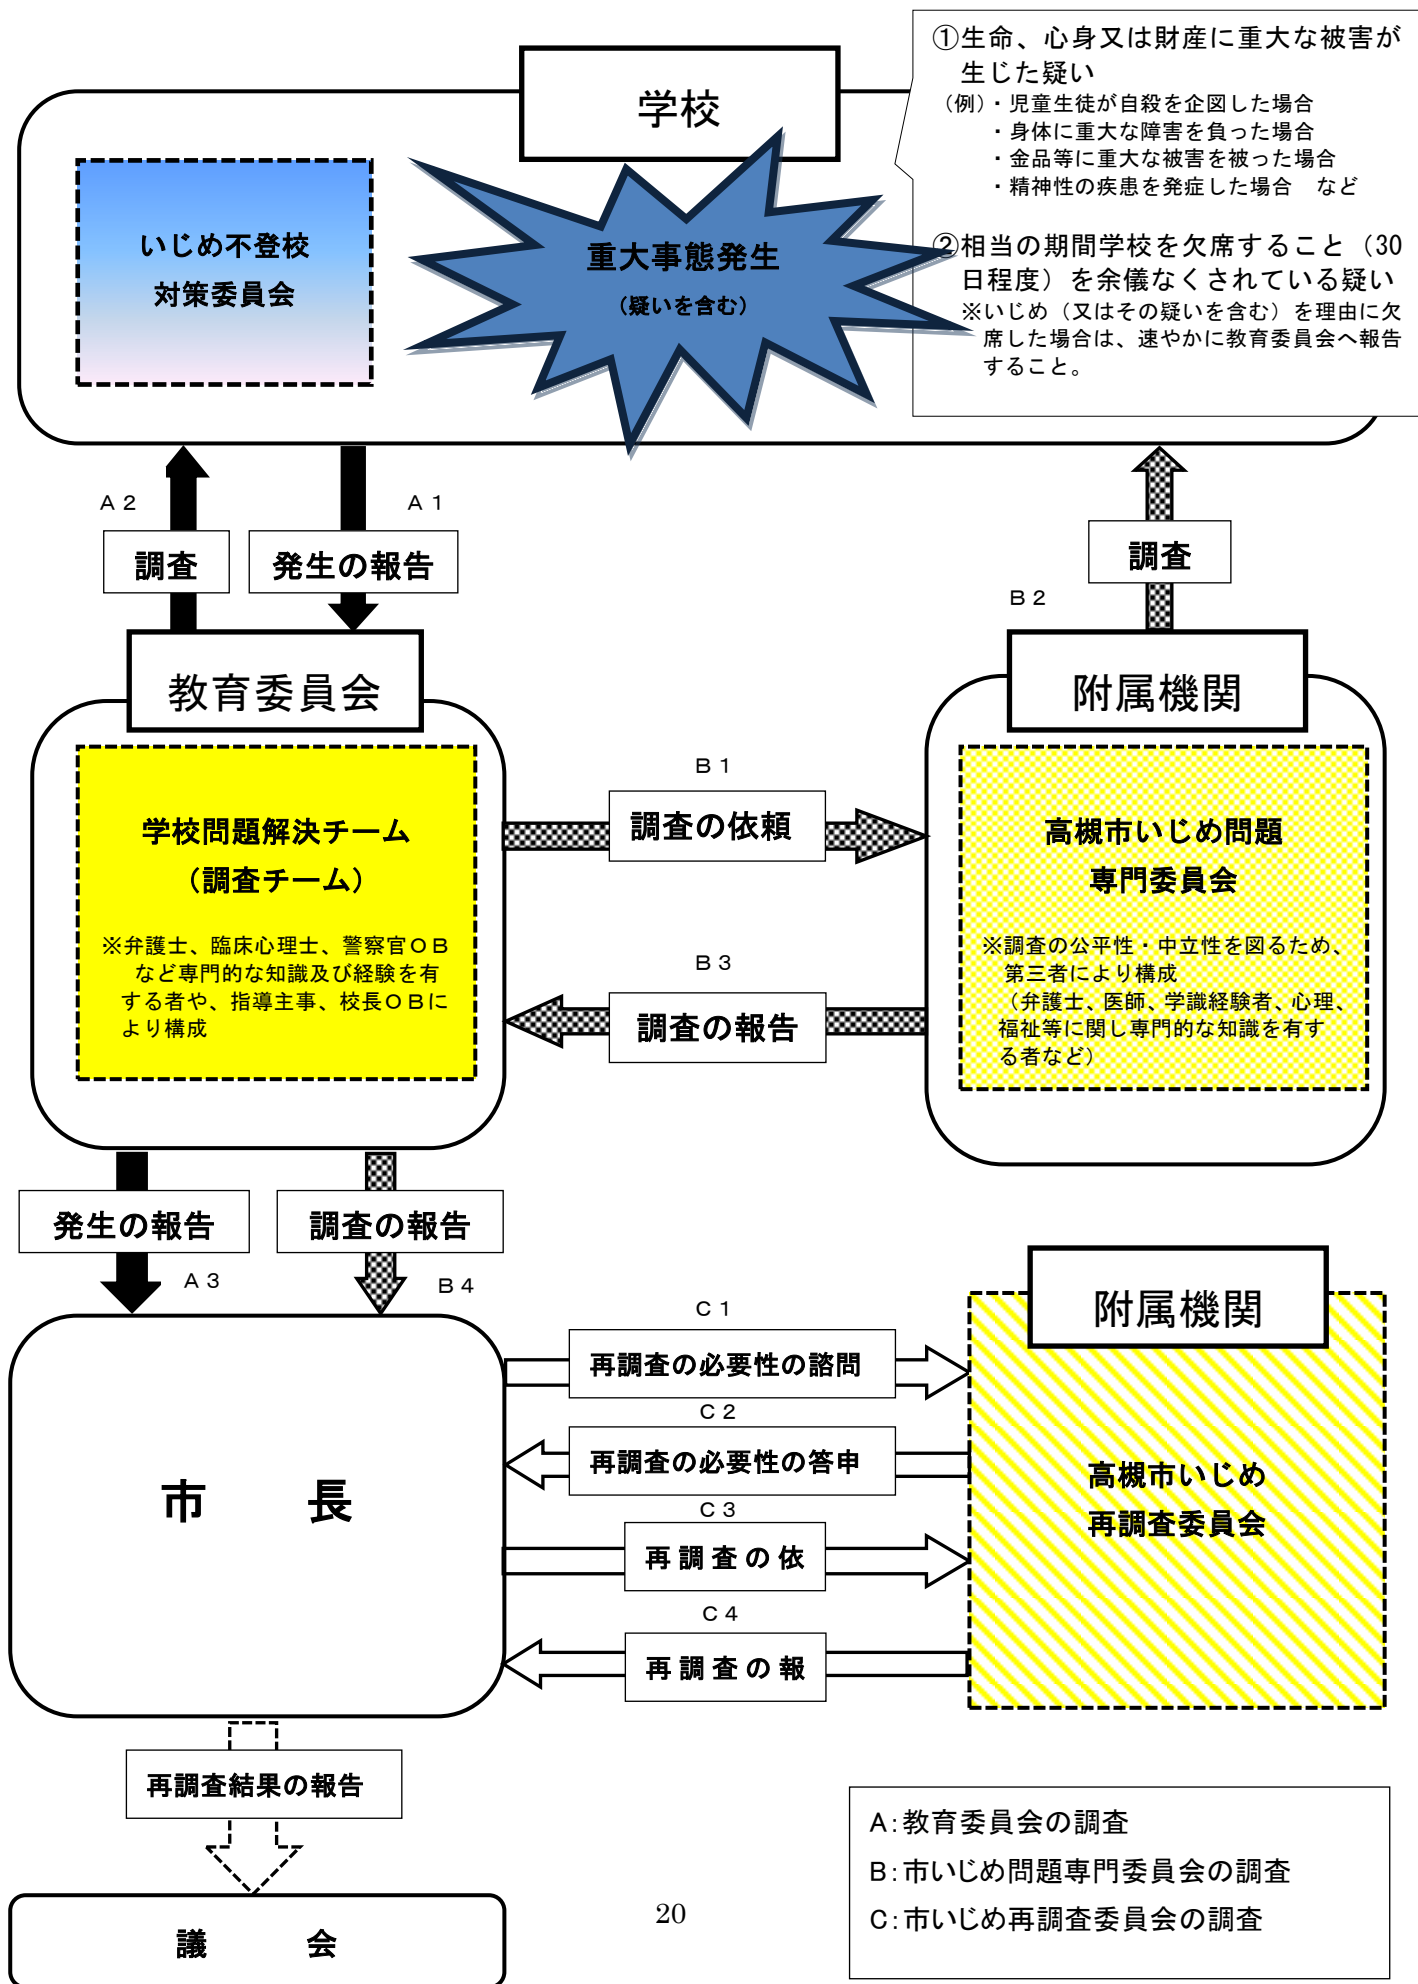 学校
①生命、心身又は財産に重大な被害が
生じた疑い
（例）・児童生徒が自殺を企図した場合
・身体に重大な障害を負った場合
・金品等に重大な被害を被った場合
・精神性の疾患を発症した場合　など
②相当の期間学校を欠席すること（30
日程度）を余儀なくされている疑い
※いじめ（又はその疑いを含む）を理由に欠
席した場合は、速やかに教育委員会へ報告
すること。
いじめ不登校
対策委員会
重大事態発生
（疑いを含む）
A2
調査
A1
発生の報告
調査
B2
教育委員会
学校問題解決チーム
（調査チーム）
※弁護士、臨床心理士、警察官OB
など専門的な知識及び経験を有
する者や、指導主事、校長OBに
より構成
B1
調査の依頼
B3
調査の報告
附属機関
高槻市いじめ問題
専門委員会
※調査の公平性・中立性を図るため、
第三者により構成
（弁護士、医師、学識経験者、心理、
福祉等に関し専門的な知識を有す
る者など）
発生の報告
A3
調査の報告
B4
市　長
C1
再調査の必要性の諮問
C2
再調査の必要性の答申
C3
再調査の依
C4
再調査の報
附属機関
高槻市いじめ
再調査委員会
再調査結果の報告
議　会
A:教育委員会の調査
B:市いじめ問題専門委員会の調査
C:市いじめ再調査委員会の調査
20